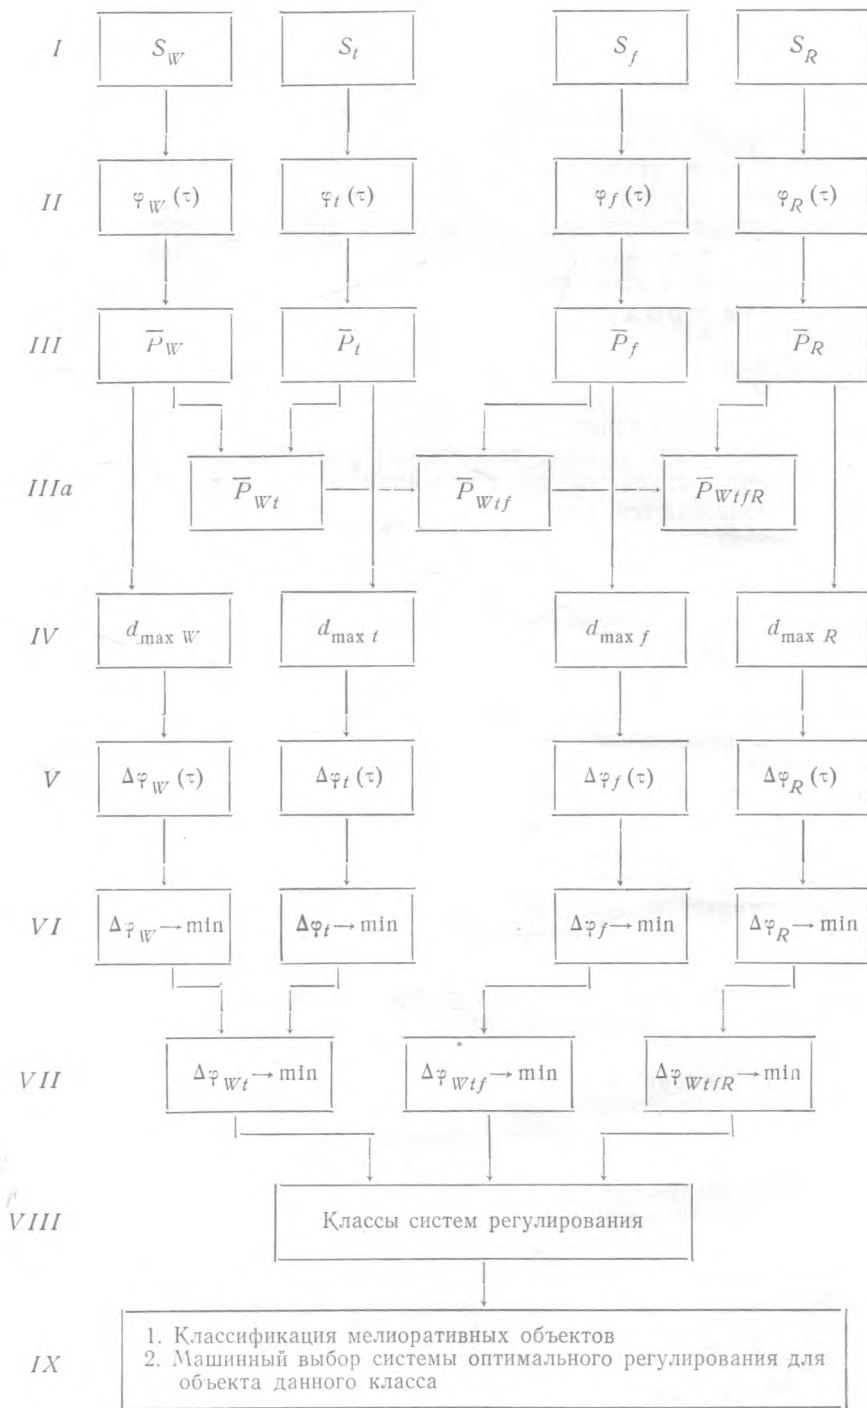 I S_W S_t S_f S_R
II φ_W (τ) φ_t (τ) φ_f (τ) φ_R (τ)
III P̅_W P̅_t P̅_f P̅_R
IIIa P̅_Wt P̅_Wtf P̅_WtfR
IV d_max W d_max t d_max f d_max R
V Δφ_W (τ) Δφ_t (τ) Δφ_f (τ) Δφ_R (τ)
VI Δφ_W → min Δφ_t → min Δφ_f → min Δφ_R → min
VII Δφ_Wt → min Δφ_Wtf → min Δφ_WtfR → min
VIII Классы систем регулирования
IX
1. Классификация мелиоративных объектов
2. Машинный выбор системы оптимального регулирования для
объекта данного класса